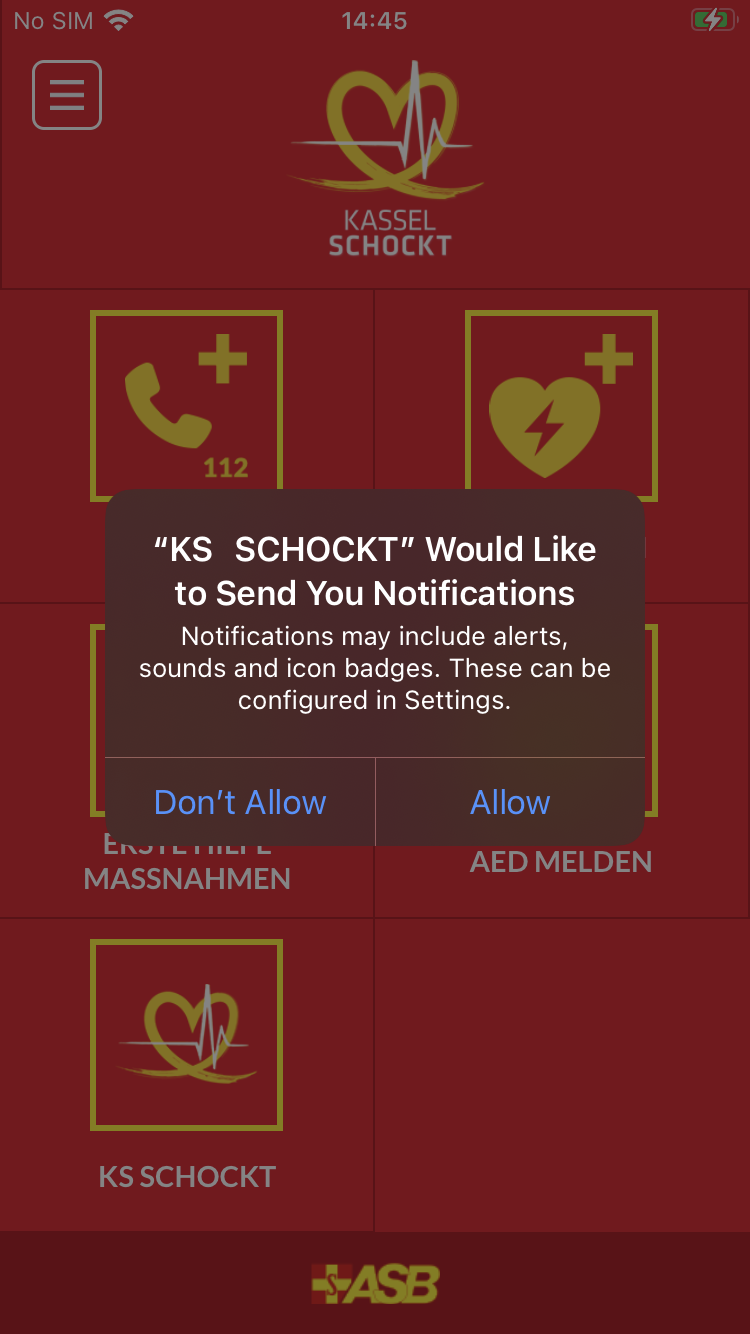 No SIM 14:45
KASSEL
SCHOCKT
112
“KS SCHOCKT” Would Like
to Send You Notifications
Notifications may include alerts,
sounds and icon badges. These can be
configured in Settings.
Don’t Allow Allow
ERSTE HILFE
MASSNAHMEN
AED MELDEN
KS SCHOCKT
S ASB